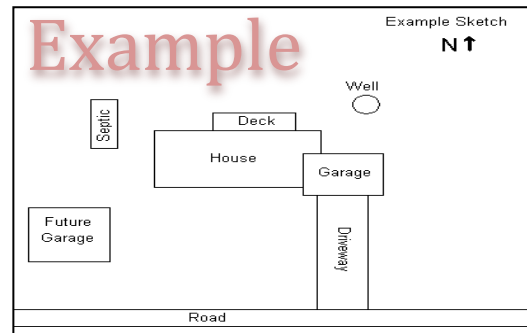 Example
Example Sketch
N
Well
Septic
Deck
House
Garage
Future
Garage
Driveway
Road